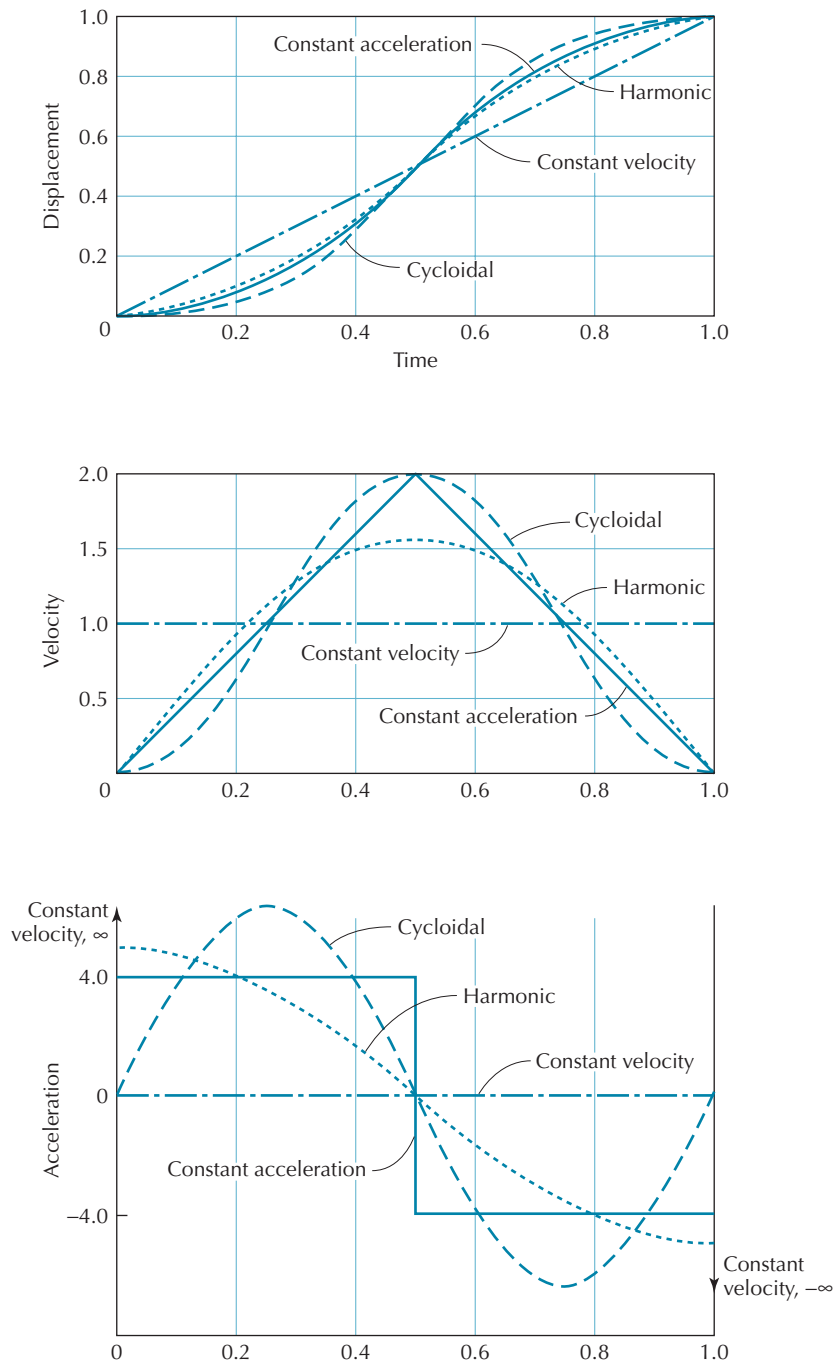 1.0
Constant acceleration
0.8
Harmonic
0.6
Constant velocity
Displacement
0.4
Cycloidal
0.2
0
0.2 0.4 0.6 0.8 1.0
Time
2.0
Cycloidal
1.5
Harmonic
Velocity
1.0
Constant velocity
Constant acceleration
0.5
0 0.2 0.4 0.6 0.8 1.0
Constant
velocity, ∞
Cycloidal
4.0
Harmonic
Constant velocity
0
Acceleration
Constant acceleration
−4.0
Constant
velocity, −∞
0 0.2 0.4 0.6 0.8 1.0